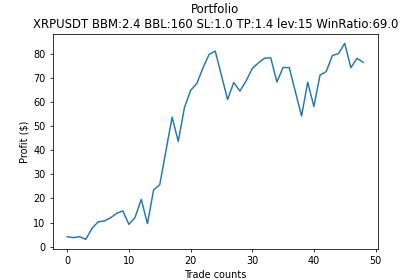 Portfolio
XRPUSDT BBM:2.4 BBL:160 SL:1.0 TP:1.4 lev:15 WinRatio:69.0
80
70
60
50
40
30
20
10
0
Profit ($)
0 10 20 30 40 50
Trade counts